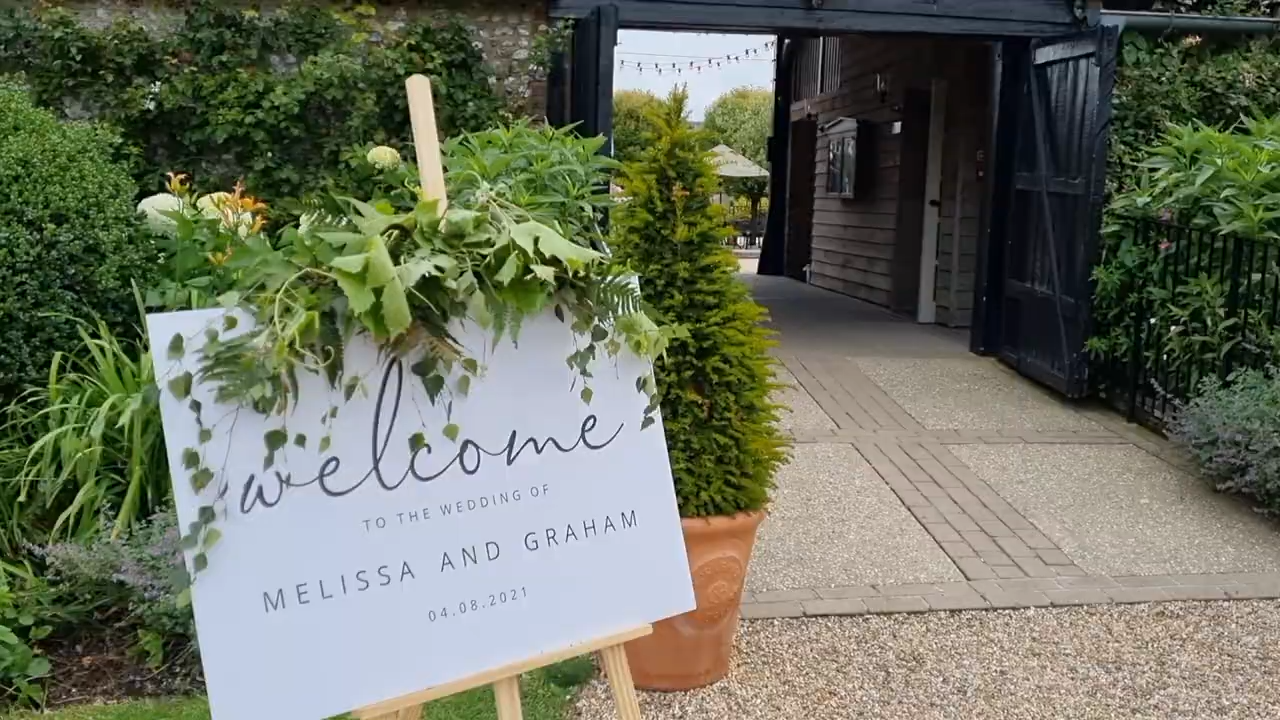 welcome
TO THE WEDDING OF
MELISSA AND GRAHAM
04.08.2021